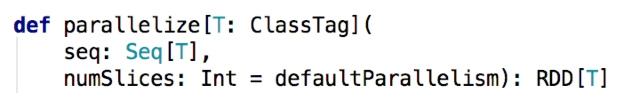 def parallelize[T: ClassTag](
seq: Seq[T],
numSlices: Int = defaultParallelism): RDD[T]